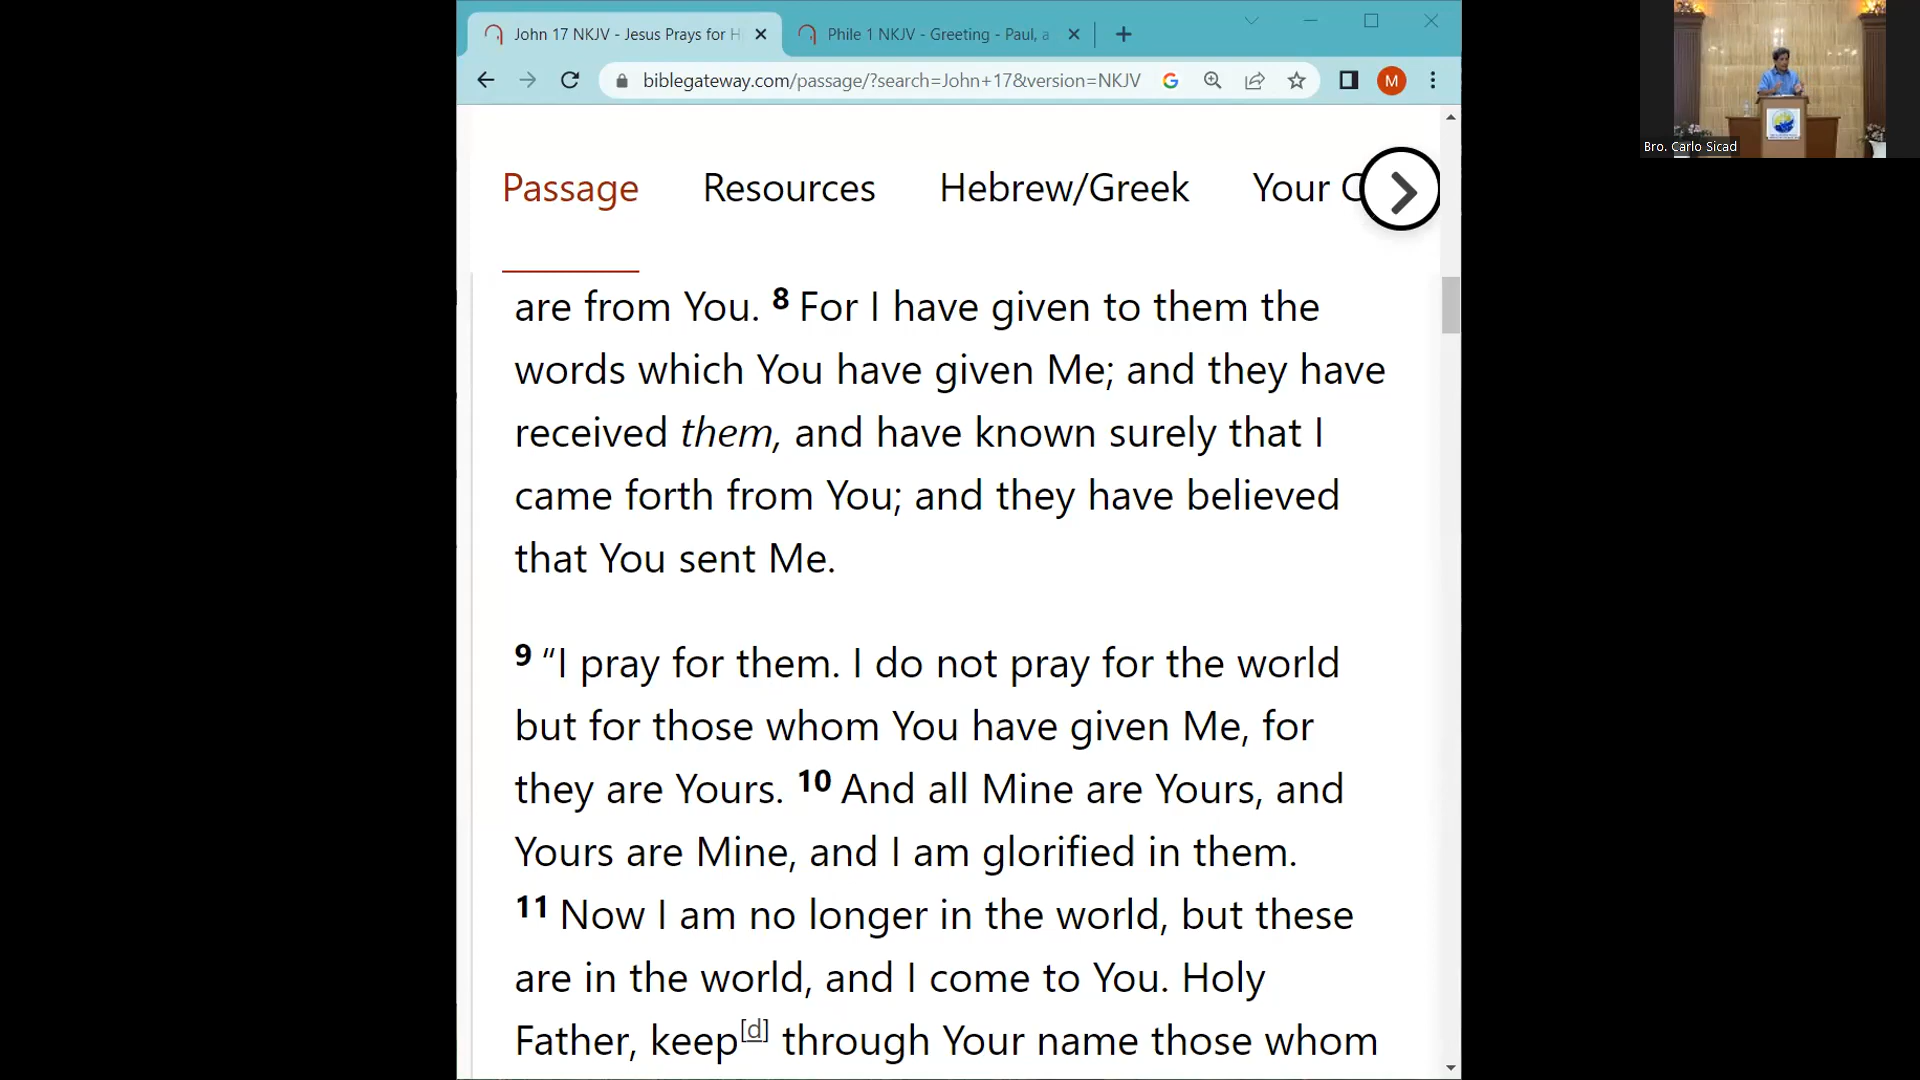 John 17 NKJV - Jesus Prays for H
Phile 1 NKJV - Greeting - Paul, a
biblegateway.com/passage/?search=John+17&version=NKJV
M
Bro. Carlo Sicad
Passage Resources Hebrew/Greek Your C
are from You. 8 For I have given to them the
words which You have given Me; and they have
received them, and have known surely that I
came forth from You; and they have believed
that You sent Me.
9 “I pray for them. I do not pray for the world
but for those whom You have given Me, for
they are Yours. 10 And all Mine are Yours, and
Yours are Mine, and I am glorified in them.
11 Now I am no longer in the world, but these
are in the world, and I come to You. Holy
Father, keep[d] through Your name those whom